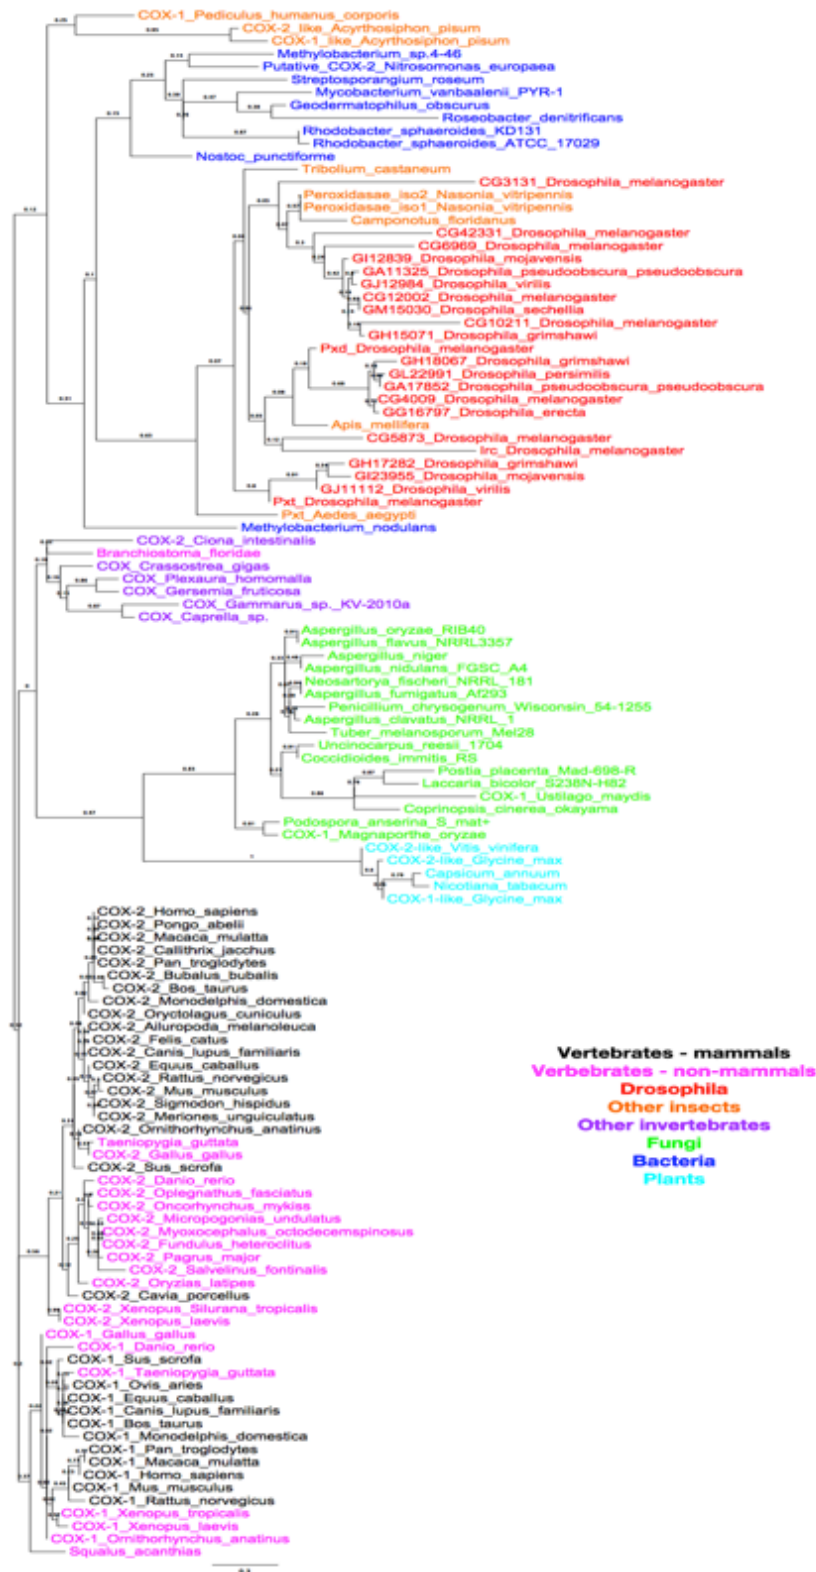 COX-1_Pediculus_humanus_corporis
COX-2_like_Acyrthosiphon_pisum
COX-1_like_Acyrthosiphon_pisum
Methylobacterium_sp.4-46
Putative_COX-2_Nitrosomonas_europaea
Streptosporangium_roseum
Mycobacterium_vanbaalenii_PYR-1
Geodermatophilus_obscurus
Roseobacter_denitrificans
Rhodobacter_sphaeroides_KD131
Rhodobacter_sphaeroides_ATCC_17029
Nostoc_punctiforme
Tribolium_castaneum
CG3131_Drosophila_melanogaster
Peroxidasae_iso2_Nasonia_vitripennis
Peroxidasae_iso1_Nasonia_vitripennis
Camponotus_floridanus
CG42331_Drosophila_melanogaster
CG6969_Drosophila_melanogaster
GI12839_Drosophila_mojavensis
GA11325_Drosophila_pseudoobscura_pseudoobscura
GJ12984_Drosophila_virilis
CG12002_Drosophila_melanogaster
GM15030_Drosophila_sechellia
CG10211_Drosophila_melanogaster
GH15071_Drosophila_grimshawi
Pxd_Drosophila_melanogaster
GH18067_Drosophila_grimshawi
GL22991_Drosophila_persimilis
GA17852_Drosophila_pseudoobscura_pseudoobscura
CG4009_Drosophila_melanogaster
GG16797_Drosophila_erecta
Apis_mellifera
CG5873_Drosophila_melanogaster
Irc_Drosophila_melanogaster
GH17282_Drosophila_grimshawi
GI23955_Drosophila_mojavensis
GJ11112_Drosophila_virilis
Pxt_Drosophila_melanogaster
Pxt_Aedes_aegypti
Methylobacterium_nodulans
COX-2_Ciona_intestinalis
Branchiostoma_floridae
COX_Crassostrea_gigas
COX_Plexaura_homomalla
COX_Gersemia_fruticosa
COX_Gammarus_sp._KV-2010a
COX_Caprella_sp.
Aspergillus_oryzae_RIB40
Aspergillus_flavus_NRRL3357
Aspergillus_niger
Aspergillus_nidulans_FGSC_A4
Neosartorya_fischeri_NRRL_181
Aspergillus_fumigatus_Af293
Penicillium_chrysogenum_Wisconsin_54-1255
Aspergillus_clavatus_NRRL_1
Tuber_melanosporum_Mel28
Uncinocarpus_reesii_1704
Coccidioides_immitis_RS
Postia_placenta_Mad-698-R
Laccaria_bicolor_S238N-H82
COX-1_Ustilago_maydis
Coprinopsis_cinerea_okayama
Podospora_anserina_S_mat+
COX-1_Magnaporthe_oryzae
COX-2-like_Vitis_vinifera
COX-2-like_Glycine_max
Capsicum_annuum
Nicotiana_tabacum
COX-1-like_Glycine_max
COX-2_Homo_sapiens
COX-2_Pongo_abelii
COX-2_Macaca_mulatta
COX-2_Callithrix_jacchus
COX-2_Pan_troglodytes
COX-2_Bubalus_bubalis
COX-2_Bos_taurus
COX-2_Monodelphis_domestica
COX-2_Oryctolagus_cuniculus
COX-2_Ailuropoda_melanoleuca
COX-2_Felis_catus
COX-2_Canis_lupus_familiaris
COX-2_Equus_caballus
COX-2_Rattus_norvegicus
COX-2_Mus_musculus
COX-2_Sigmodon_hispidus
COX-2_Meriones_unguiculatus
COX-2_Ornithorhynchus_anatinus
Taeniopygia_guttata
COX-2_Gallus_gallus
COX-2_Sus_scrofa
COX-2_Danio_rerio
COX-2_Oplegnathus_fasciatus
COX-2_Oncorhynchus_mykiss
COX-2_Micropogonias_undulatus
COX-2_Myoxocephalus_octodecemspinosus
COX-2_Fundulus_heteroclitus
COX-2_Pagrus_major
COX-2_Salvelinus_fontinalis
COX-2_Oryzias_latipes
COX-2_Cavia_porcellus
COX-2_Xenopus_Silurana_tropicalis
COX-2_Xenopus_laevis
COX-1_Gallus_gallus
COX-1_Danio_rerio
COX-1_Sus_scrofa
COX-1_Taeniopygia_guttata
COX-1_Ovis_aries
COX-1_Equus_caballus
COX-1_Canis_lupus_familiaris
COX-1_Bos_taurus
COX-1_Monodelphis_domestica
COX-1_Pan_troglodytes
COX-1_Macaca_mulatta
COX-1_Homo_sapiens
COX-1_Mus_musculus
COX-1_Rattus_norvegicus
COX-1_Xenopus_tropicalis
COX-1_Xenopus_laevis
COX-1_Ornithorhynchus_anatinus
Squalus_acanthias
Vertebrates - mammals
Verbebrates - non-mammals
Drosophila
Other insects
Other invertebrates
Fungi
Bacteria
Plants